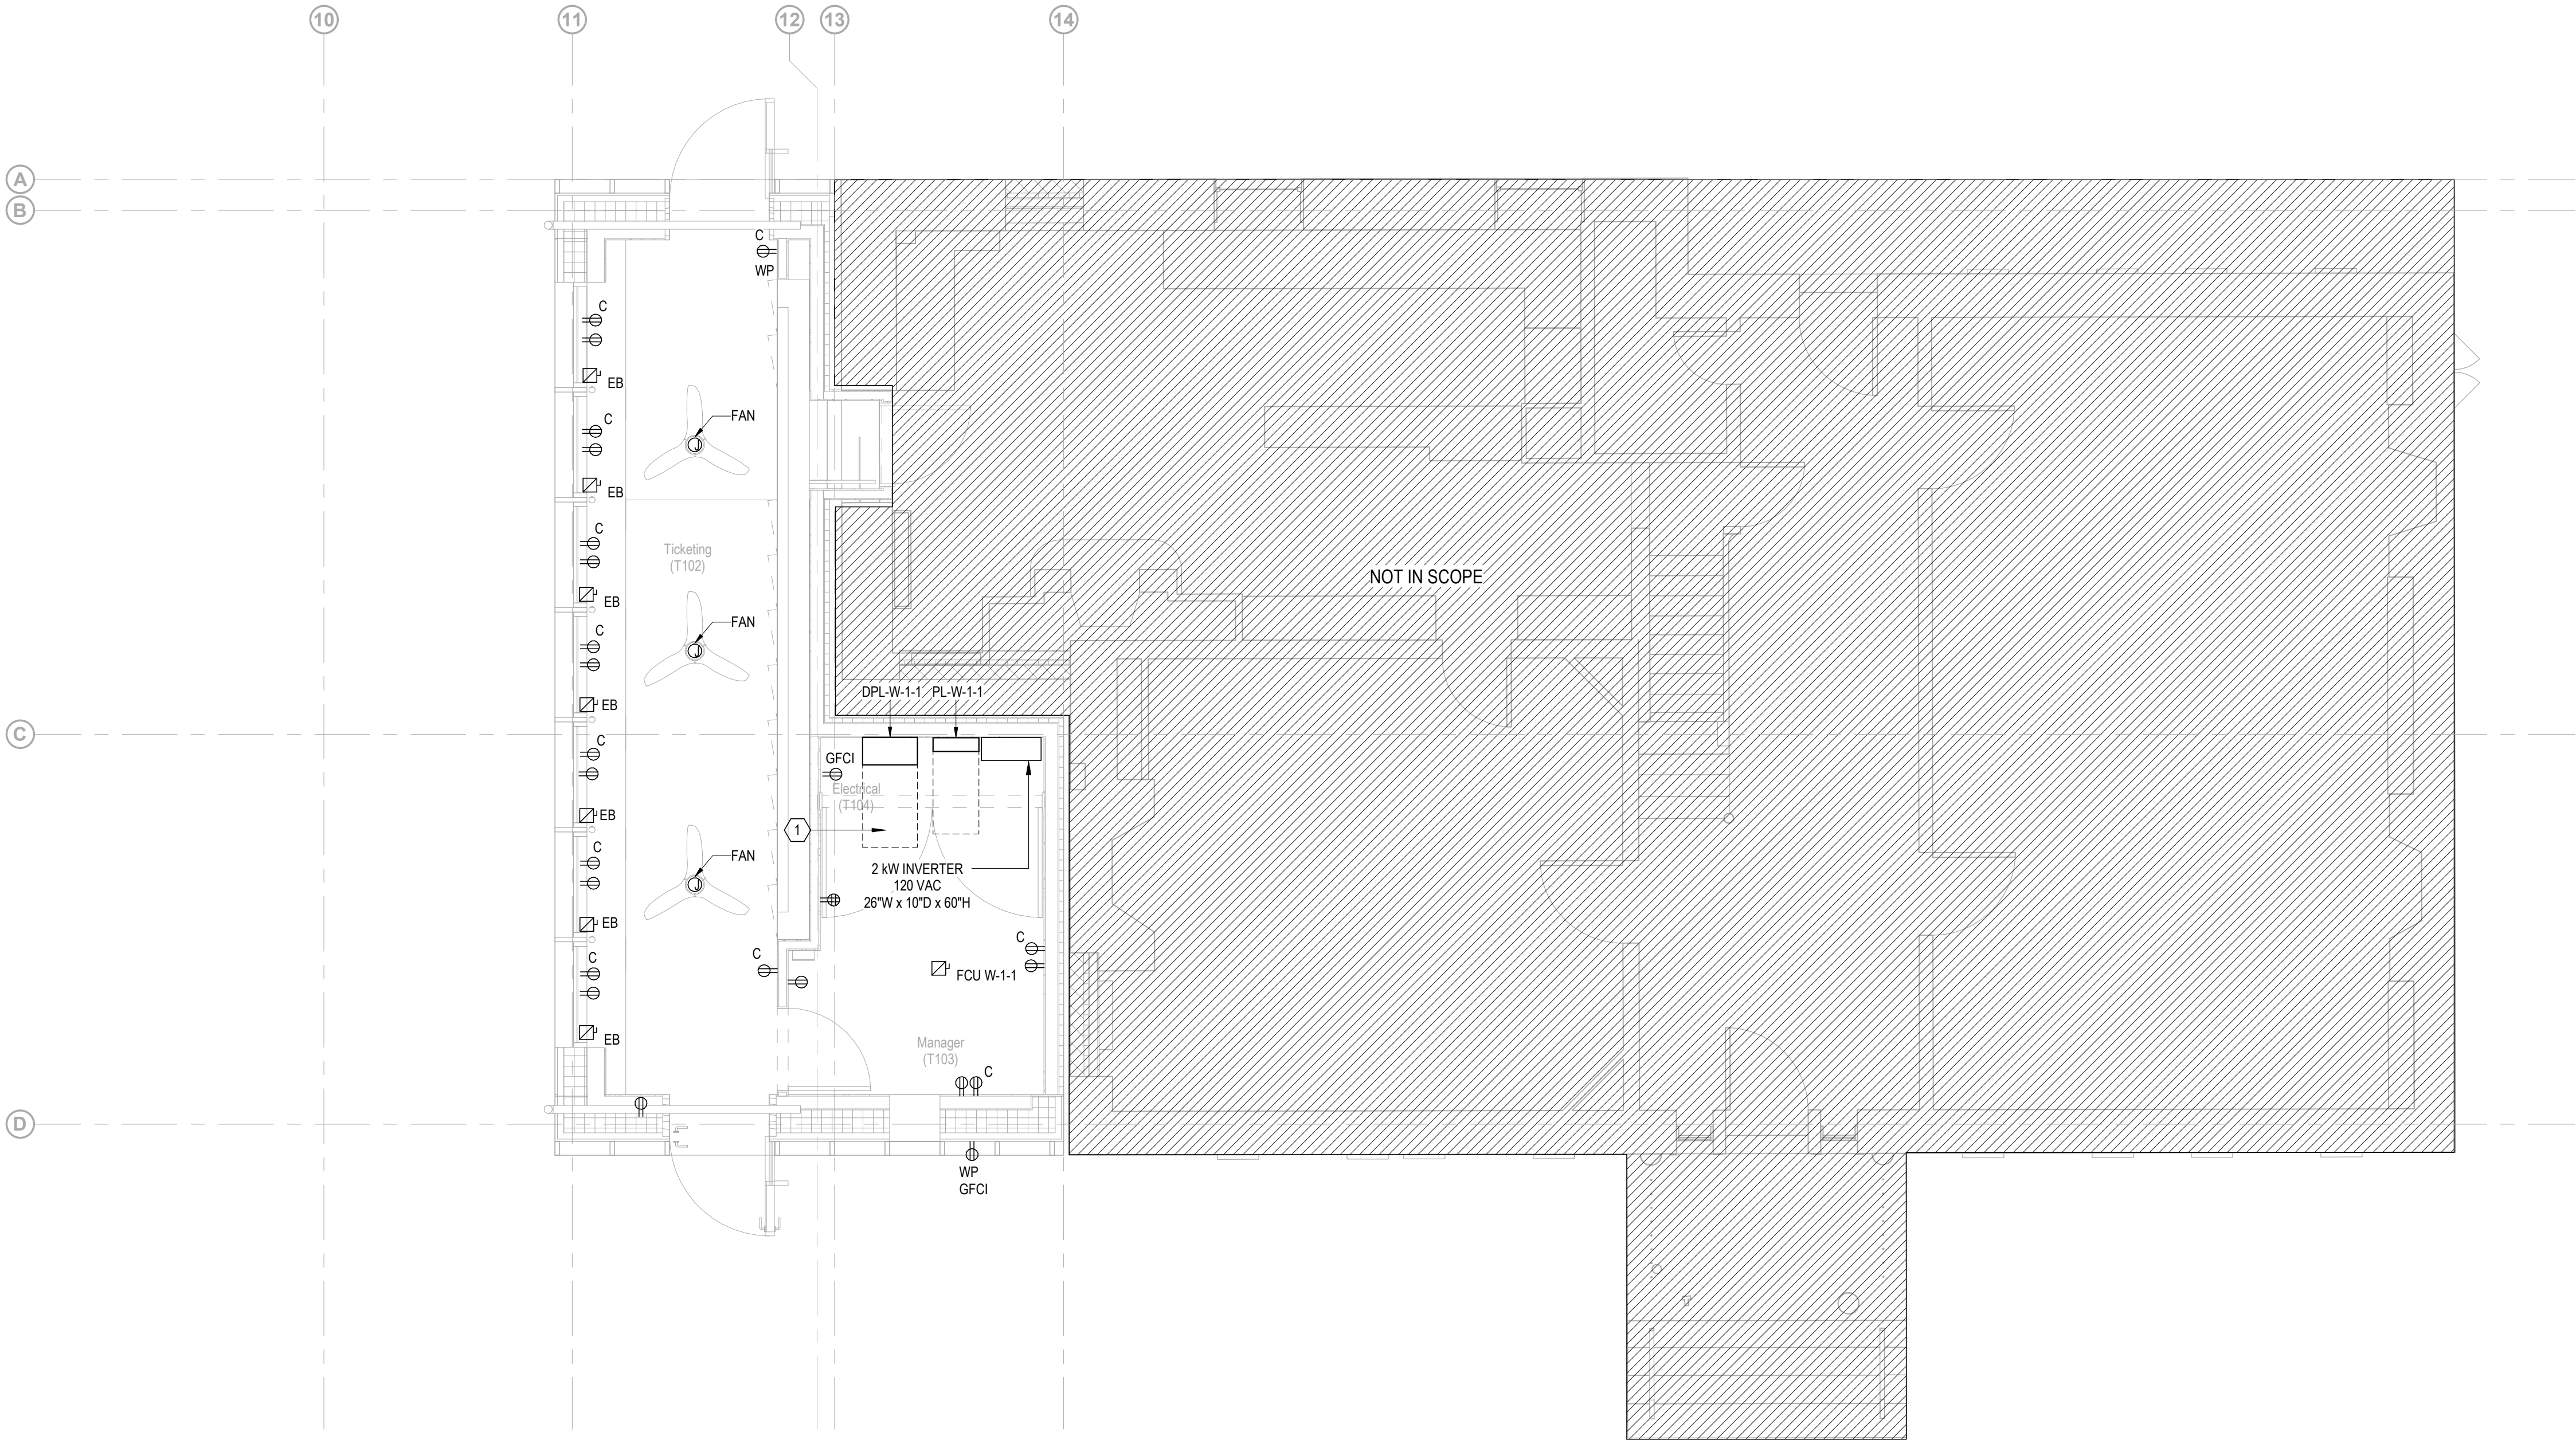 10
11
12
13
14
A
B
C
WP
C
C
EB
FAN
C
EB
C
Ticketing
(T102)
NOT IN SCOPE
EB
FAN
C
DPL-W-1-1
PL-W-1-1
EB
C
C
GFCI
Electrical
(T104)
EB
1
C
FAN
2 kW INVERTER
120 VAC
26"W x 10"D x 60"H
EB
C
C
C
FCU W-1-1
EB
Manager
(T103)
C
D
WP
GFCI
J
J
J